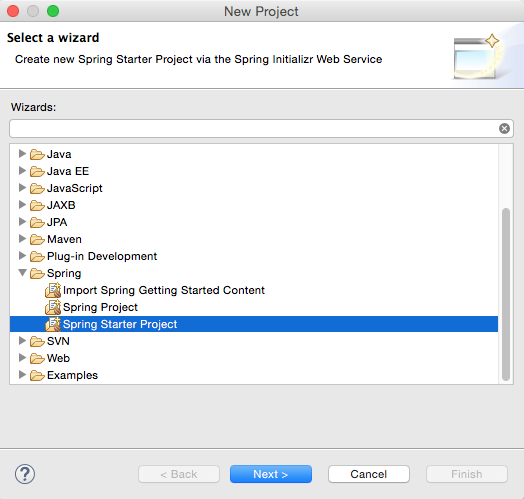 New Project
Select a wizard
Create new Spring Starter Project via the Spring Initializr Web Service
Wizards:
Java
Java EE
JavaScript
JAXB
JPA
Maven
Plug-in Development
Spring
Import Spring Getting Started Content
Spring Project
Spring Starter Project
SVN
Web
Examples
?
< Back
Next >
Cancel
Finish